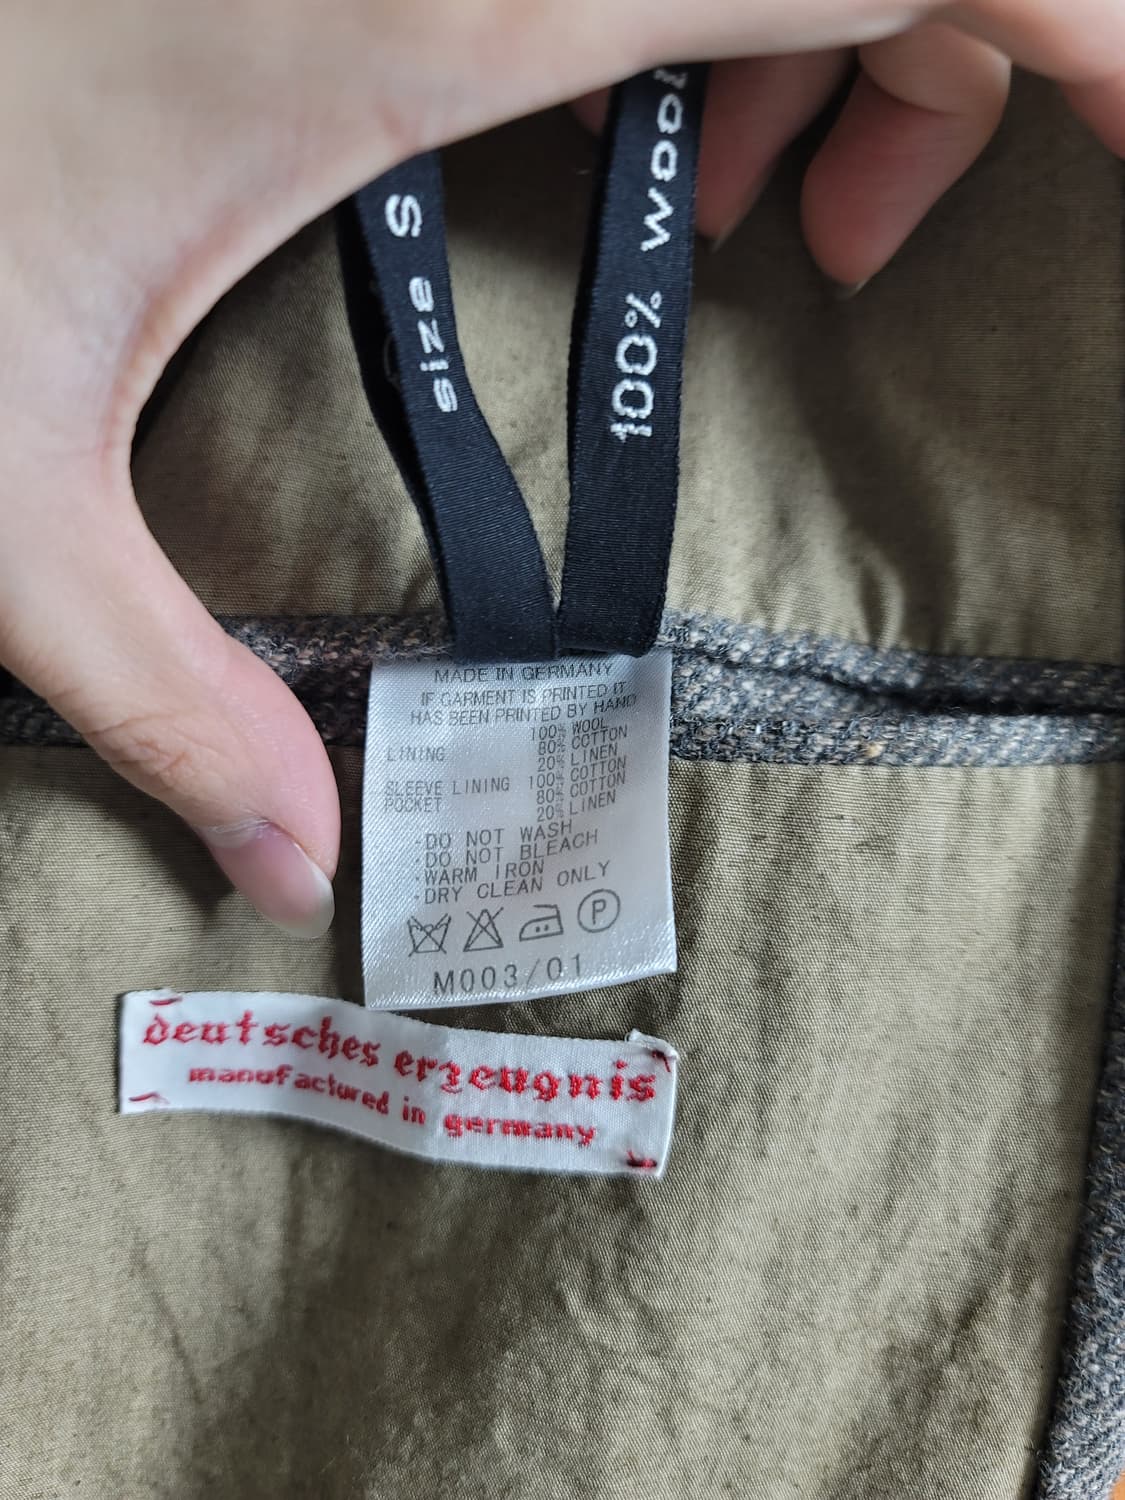 size S
100% wool
MADE IN GERMANY
IF GARMENT IS PRINTED IT
HAS BEEN PRINTED BY HAND
100% WOOL
LINING 80% COTTON
20% LINEN
SLEEVE LINING 100% COTTON
POCKET 80% COTTON
20% LINEN
·DO NOT WASH
·DO NOT BLEACH
·WARM IRON
·DRY CLEAN ONLY
P
M003/01
deutsches erzeugnis
manufactured in germany